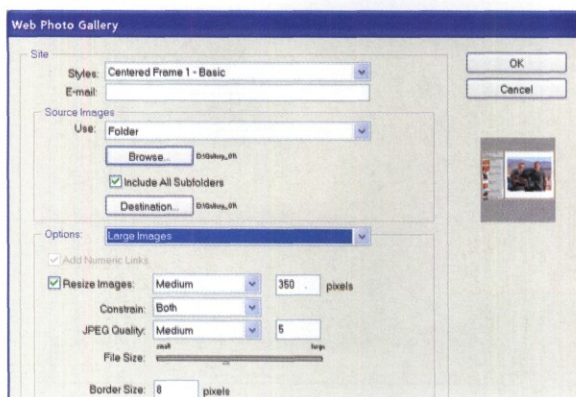 Web Photo Gallery
Site
Styles: Centered Frame 1 - Basic
OK
E-mail:
Cancel
Source Images
Use: Folder
Browse...
Include All Subfolders
Destination...
Options: Large Images
Add Numeric Links
Resize Images: Medium 350 pixels
Constrain: Both
JPEG Quality: Medium 5
small large
File Size:
Border Size: 8 pixels